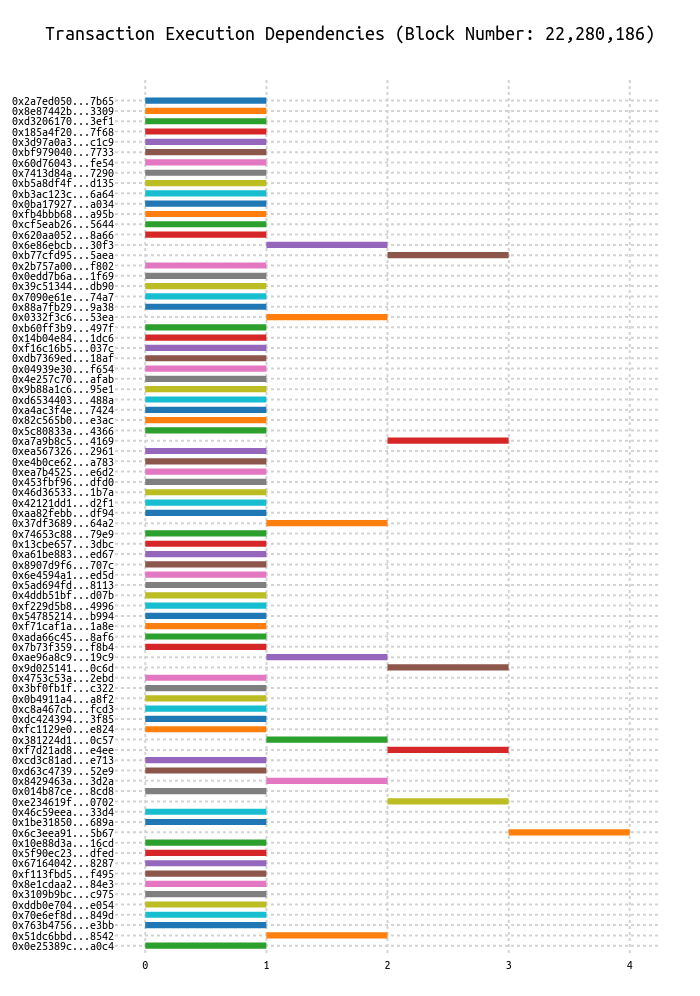 Transaction Execution Dependencies (Block Number: 22,280,186)
0x2a7ed050...7b65
0x8e87442b...3309
0xd3206170...3ef1
0x185a4f20...7f68
0x3d97a0a3...c1c9
0xbf979040...7733
0x60d76043...fe54
0x7413d84a...7290
0xb5a8df4f...d135
0xb3ac123c...6a64
0x0ba17927...a034
0xfb4bbb68...a95b
0xcf5eab26...5644
0x620aa052...8a66
0x6e86ebcb...30f3
0xb77cfd95...5aea
0x2b757a00...f802
0x0edd7b6a...1f69
0x39c51344...db90
0x7090e61e...74a7
0x88a7fb29...9a38
0x0332f3c6...53ea
0xb60ff3b9...497f
0x14b04e84...1dc6
0xf16c16b5...037c
0xdb7369ed...18af
0x04939e30...f654
0x4e257c70...afab
0x9b88a1c6...95e1
0xd6534403...488a
0xa4ac3f4e...7424
0x82c565b0...e3ac
0x5c80833a...4366
0xa7a9b8c5...4169
0xea567326...2961
0xe4b0ce62...a783
0xea7b4525...e6d2
0x453fbf96...dfd0
0x46d36533...1b7a
0x42121dd1...d2f1
0xaa82febb...df94
0x37df3689...64a2
0x74653c88...79e9
0x13cbe657...3dbc
0xa61be883...ed67
0x8907d9f6...707c
0x6e4594a1...ed5d
0x5ad694fd...8113
0x4ddb51bf...d07b
0xf229d5b8...4996
0x54785214...b994
0xf71caf1a...1a8e
0xada66c45...8af6
0x7b73f359...f8b4
0xae96a8c9...19c9
0x9d025141...0c6d
0x4753c53a...2ebd
0x3bf0fb1f...c322
0x0b4911a4...a8f2
0xc8a467cb...fcd3
0xdc424394...3f85
0xfc1129e0...e824
0x381224d1...0c57
0xf7d21ad8...e4ee
0xcd3c81ad...e713
0xd63c4739...52e9
0x8429463a...3d2a
0x014b87ce...8cd8
0xe234619f...0702
0x46c59eea...33d4
0x1be31850...689a
0x6c3eea91...5b67
0x10e88d3a...16cd
0x5f90ec23...dfed
0x67164042...8287
0xf113fbd5...f495
0x8e1cdaa2...84e3
0x3109b9bc...c975
0xddb0e704...e054
0x70e6ef8d...849d
0x763b4756...e3bb
0x51dc6bbd...8542
0x0e25389c...a0c4
0 1 2 3 4